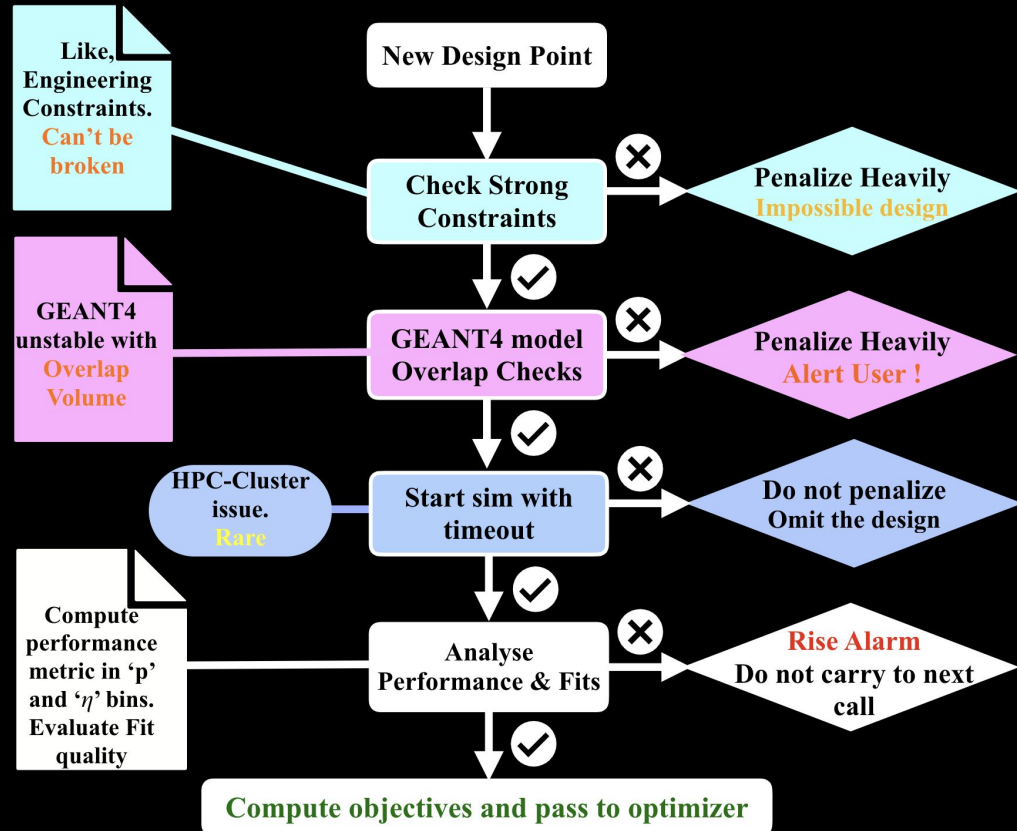 New Design Point
Like,
Engineering
Constraints.
Can't be
broken
Check Strong
Constraints
Penalize Heavily
Impossible design
GEANT4
unstable with
Overlap
Volume
GEANT4 model
Overlap Checks
Penalize Heavily
Alert User !
HPC-Cluster
issue.
Rare
Start sim with
timeout
Do not penalize
Omit the design
Compute
performance
metric in ‘p’
and ‘η’ bins.
Evaluate Fit
quality
Analyse
Performance & Fits
Rise Alarm
Do not carry to next
call
Compute objectives and pass to optimizer